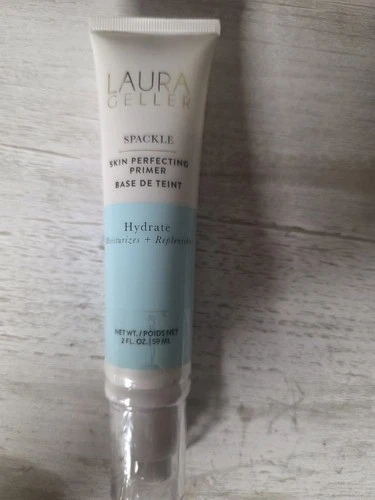 LAURA
GELLER
SPACKLE
SKIN PERFECTING
PRIMER
BASE DE TEINT
Hydrate
Moisturizes + Replenishes
NET WT. / POIDS NET
2 FL. OZ. | 59 ML